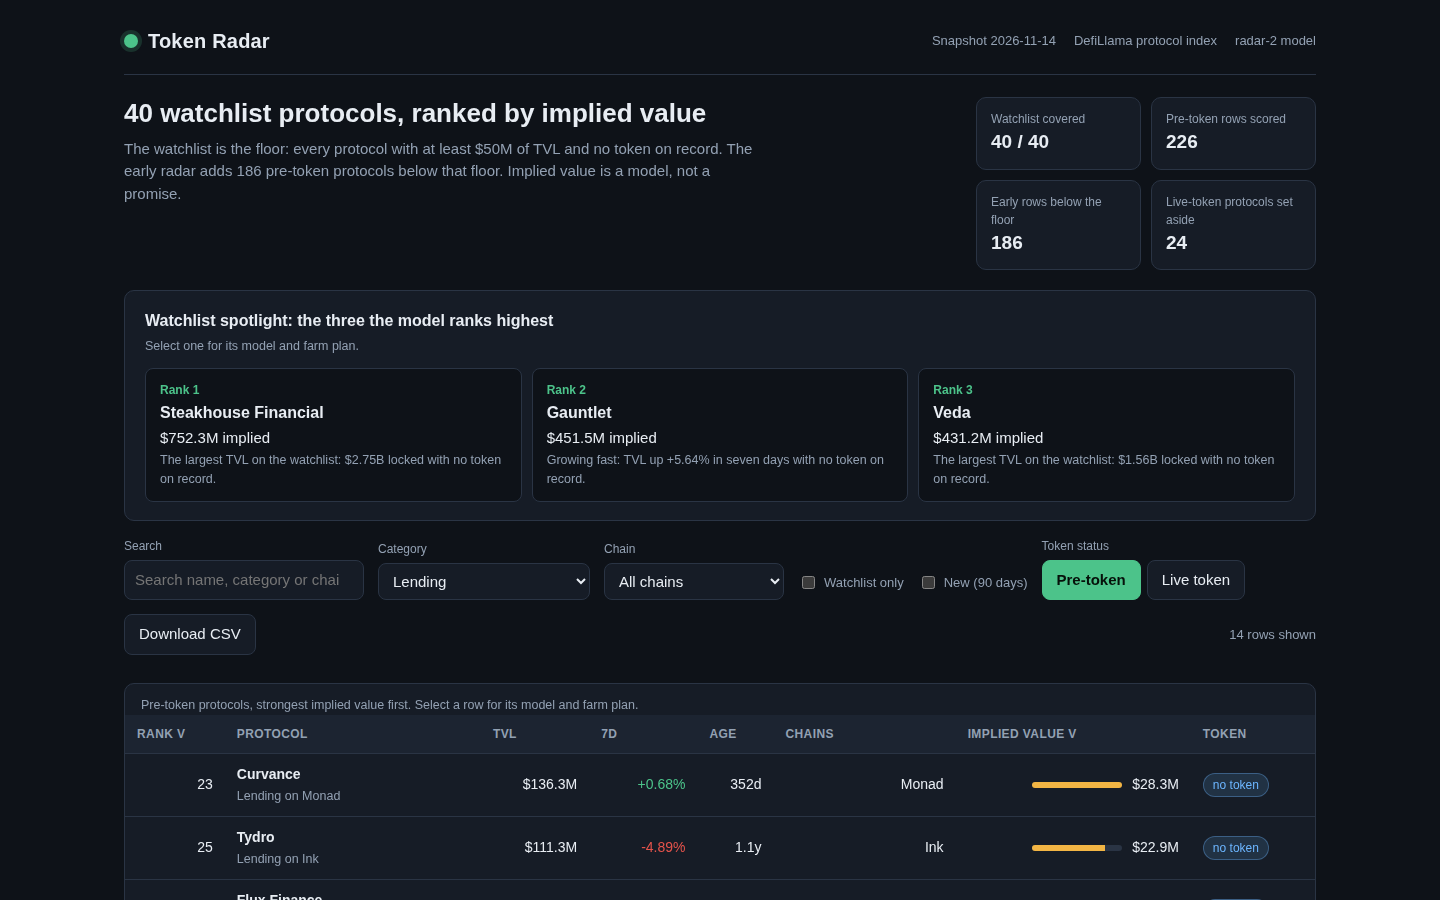 Token Radar
Snapshot 2026-11-14 DefiLlama protocol index radar-2 model
40 watchlist protocols, ranked by implied value
The watchlist is the floor: every protocol with at least $50M of TVL and no token on record. The
early radar adds 186 pre-token protocols below that floor. Implied value is a model, not a
promise.
Watchlist covered
40 / 40
Pre-token rows scored
226
Early rows below the
floor
186
Live-token protocols set
aside
24
Watchlist spotlight: the three the model ranks highest
Select one for its model and farm plan.
Rank 1
Steakhouse Financial
$752.3M implied
The largest TVL on the watchlist: $2.75B locked with no token
on record.
Rank 2
Gauntlet
$451.5M implied
Growing fast: TVL up +5.64% in seven days with no token on
record.
Rank 3
Veda
$431.2M implied
The largest TVL on the watchlist: $1.56B locked with no token
on record.
Search
Search name, category or chai
Category
Lending
Chain
All chains
Watchlist only
New (90 days)
Token status
Pre-token
Live token
Download CSV
14 rows shown
Pre-token protocols, strongest implied value first. Select a row for its model and farm plan.
RANK V PROTOCOL TVL 7D AGE CHAINS IMPLIED VALUE V TOKEN
23 Curvance $136.3M +0.68% 352d Monad $28.3M no token
Lending on Monad
25 Tydro $111.3M -4.89% 1.1y Ink $22.9M no token
Lending on Ink
Flux Finance